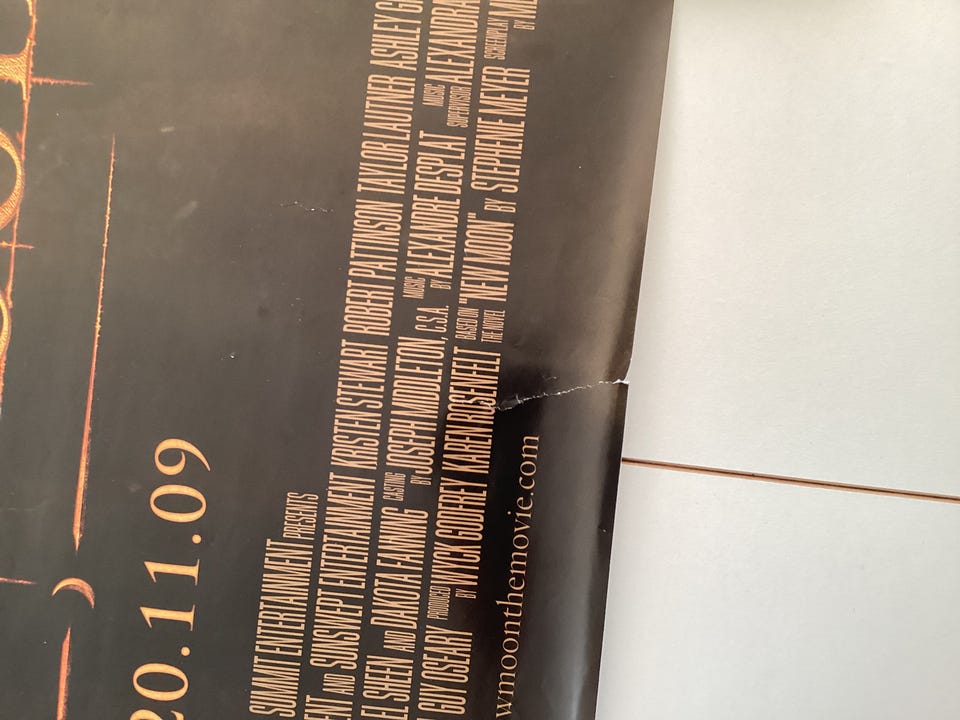 20.11.09
SUMMIT ENTERTAINMENT PRESENTS
ENT AND SUNSWEPT ENTERTAINMENT KRISTEN STEWART ROBERT PATTINSON TAYLOR LAUTNER ASHLEY G
EL SHEEN AND DAKOTA FANNING CASTING BY JOSEPH MIDDLETON, C.S.A. MUSIC BY ALEXANDRE DESPLAT MUSIC SUPERVISOR ALEXANDRA
GUY OSEARY PRODUCED BY WYCK GODFREY KAREN ROSENFELT BASED ON THE NOVEL "NEW MOON" BY STEPHENIE MEYER SCREENPLAY BY
wmoonthemovie.com